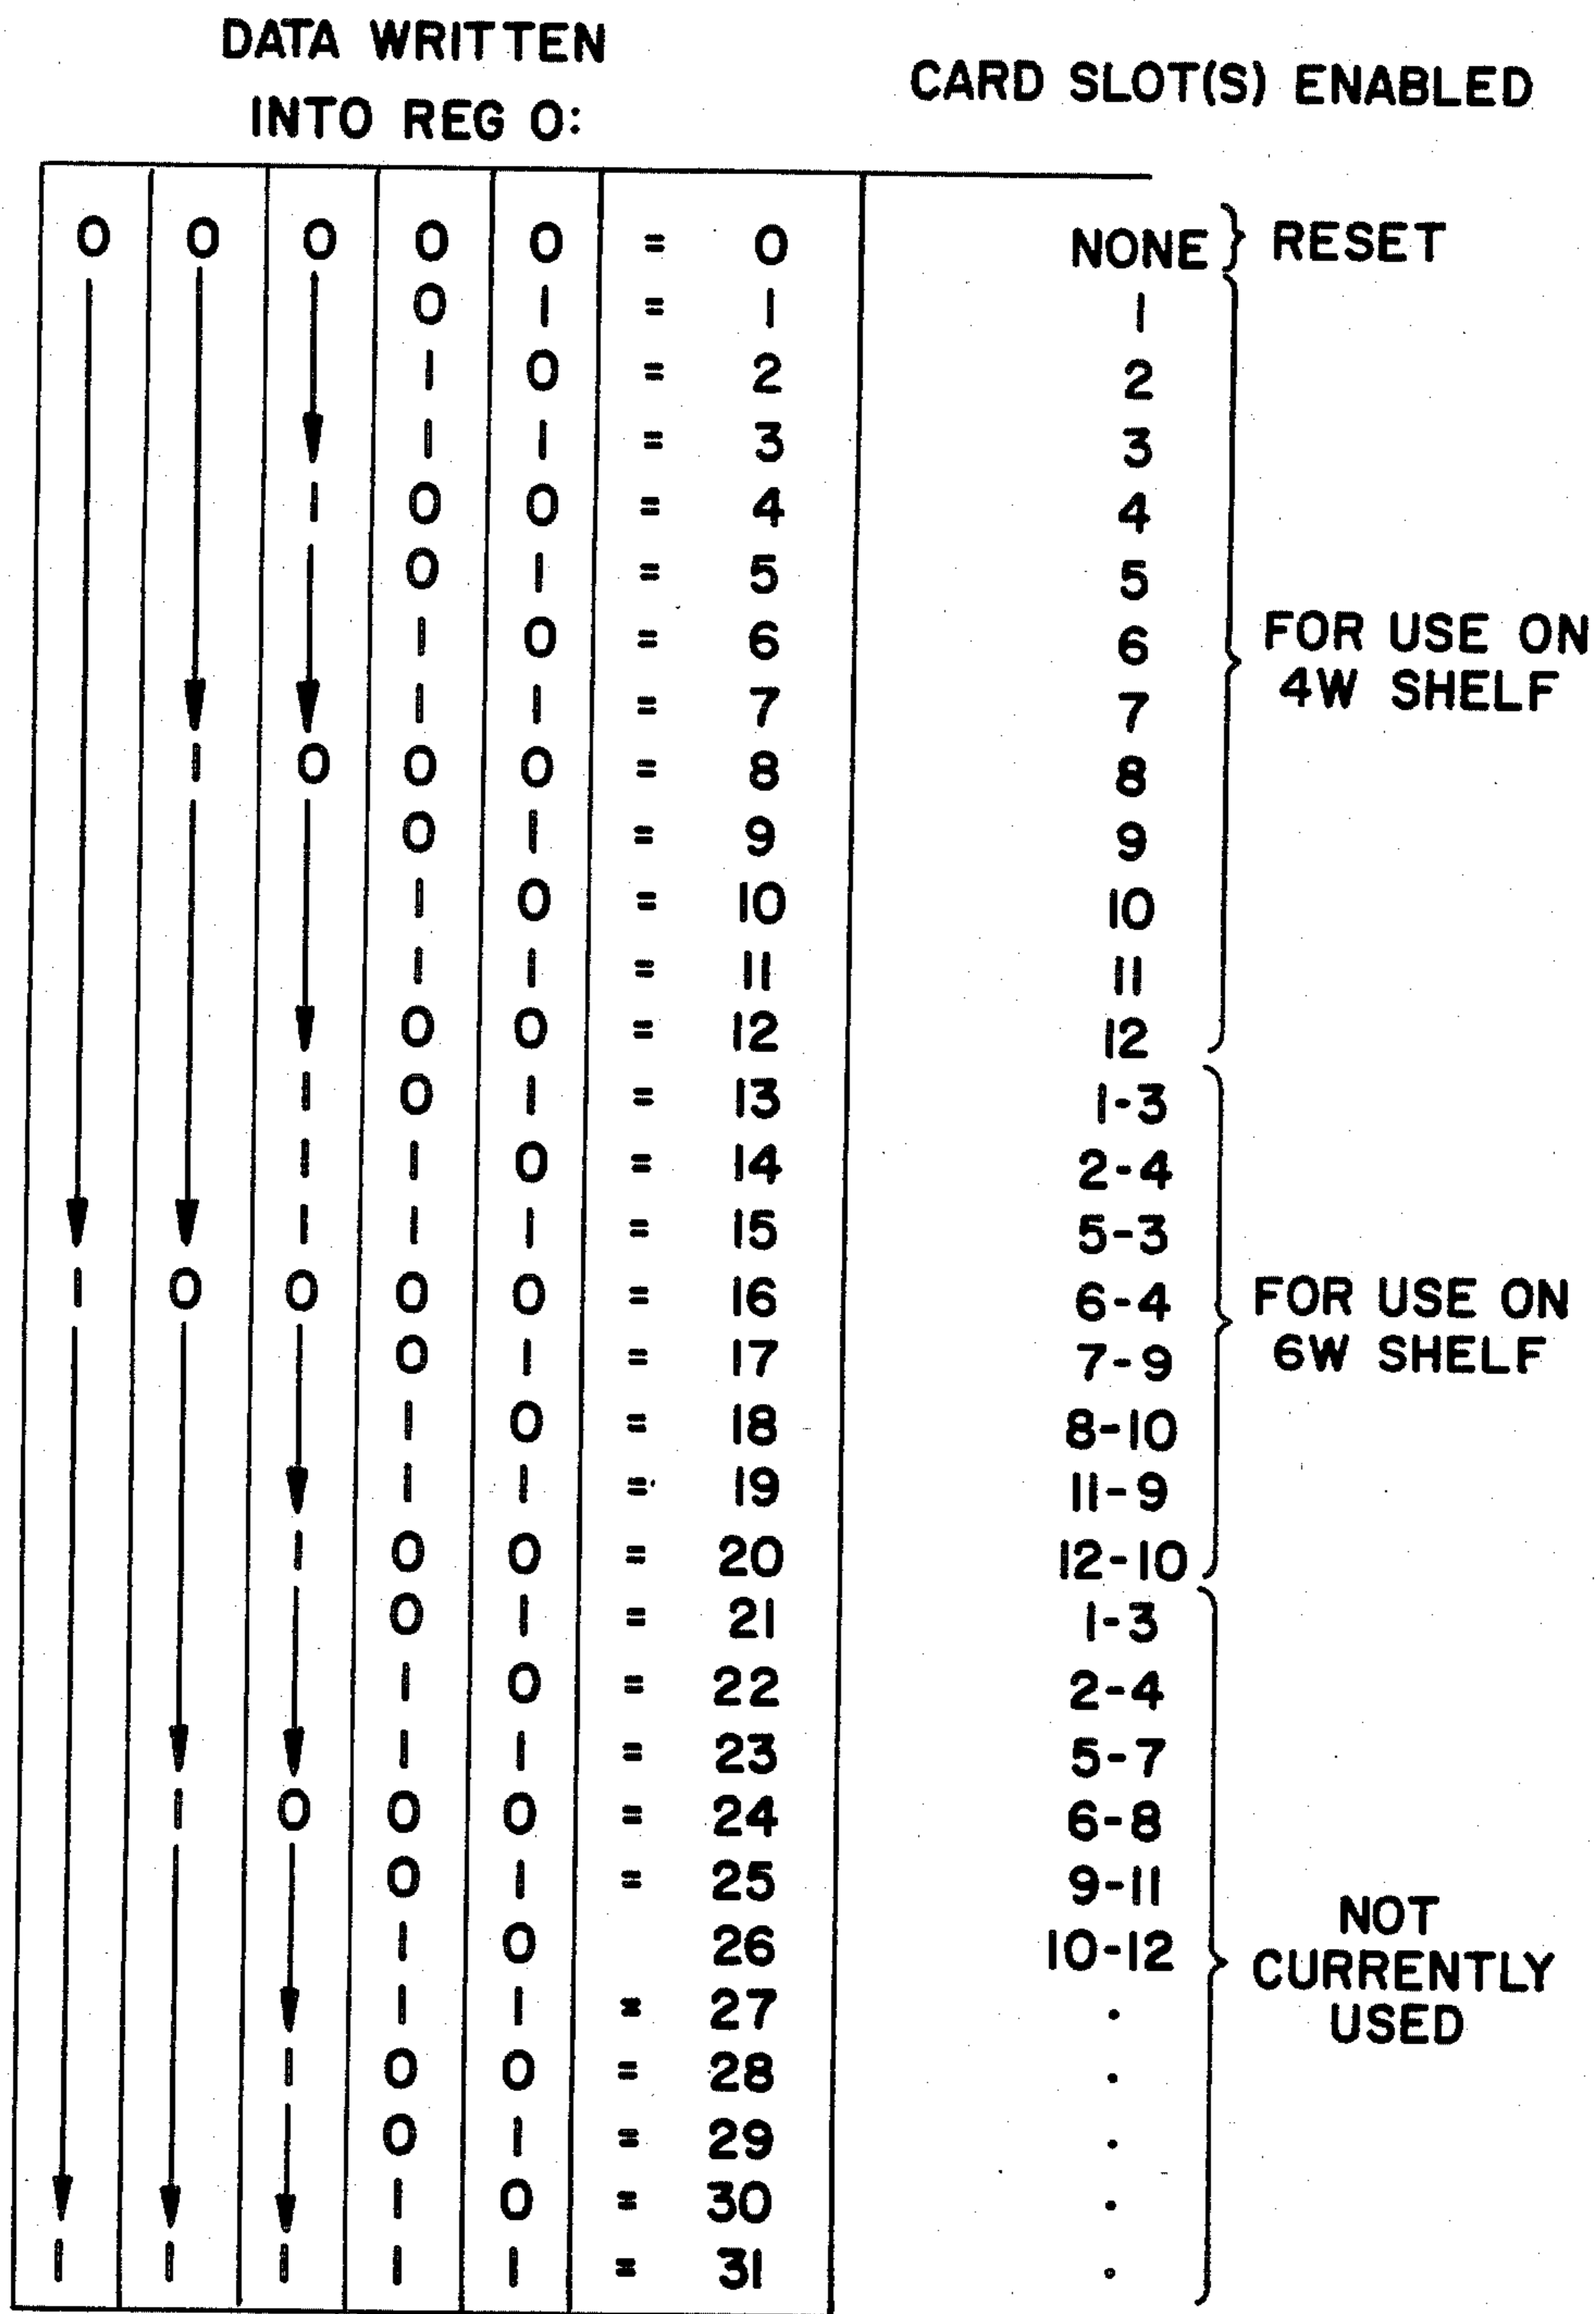 DATA WRITTEN
INTO REG 0:
CARD SLOT(S) ENABLED
0 0 0 0 0 = 0 NONE } RESET
0 1 = 1 1
1 0 = 2 2
1 1 = 3 3
1 0 0 = 4 4
0 1 = 5 5
1 0 = 6 6
FOR USE ON
4W SHELF
1 1 = 7 7
1 0 0 0 = 8 8
0 1 = 9 9
1 0 = 10 10
1 1 = 11 11
0 0 = 12 12
1 0 1 = 13 1-3
1 1 0 = 14 2-4
1 1 1 = 15 5-3
1 0 0 0 0 = 16 6-4
FOR USE ON
6W SHELF
0 1 = 17 7-9
1 0 = 18 8-10
1 1 = 19 11-9
1 0 0 = 20 12-10
0 1 = 21 1-3
1 0 = 22 2-4
1 1 = 23 5-7
1 0 0 0 = 24 6-8
0 1 = 25 9-11
1 0 26 10-12
NOT
CURRENTLY
USED
1 1 = 27 .
1 0 0 = 28 .
0 1 = 29 .
1 0 = 30 .
1 1 1 1 1 = 31 .